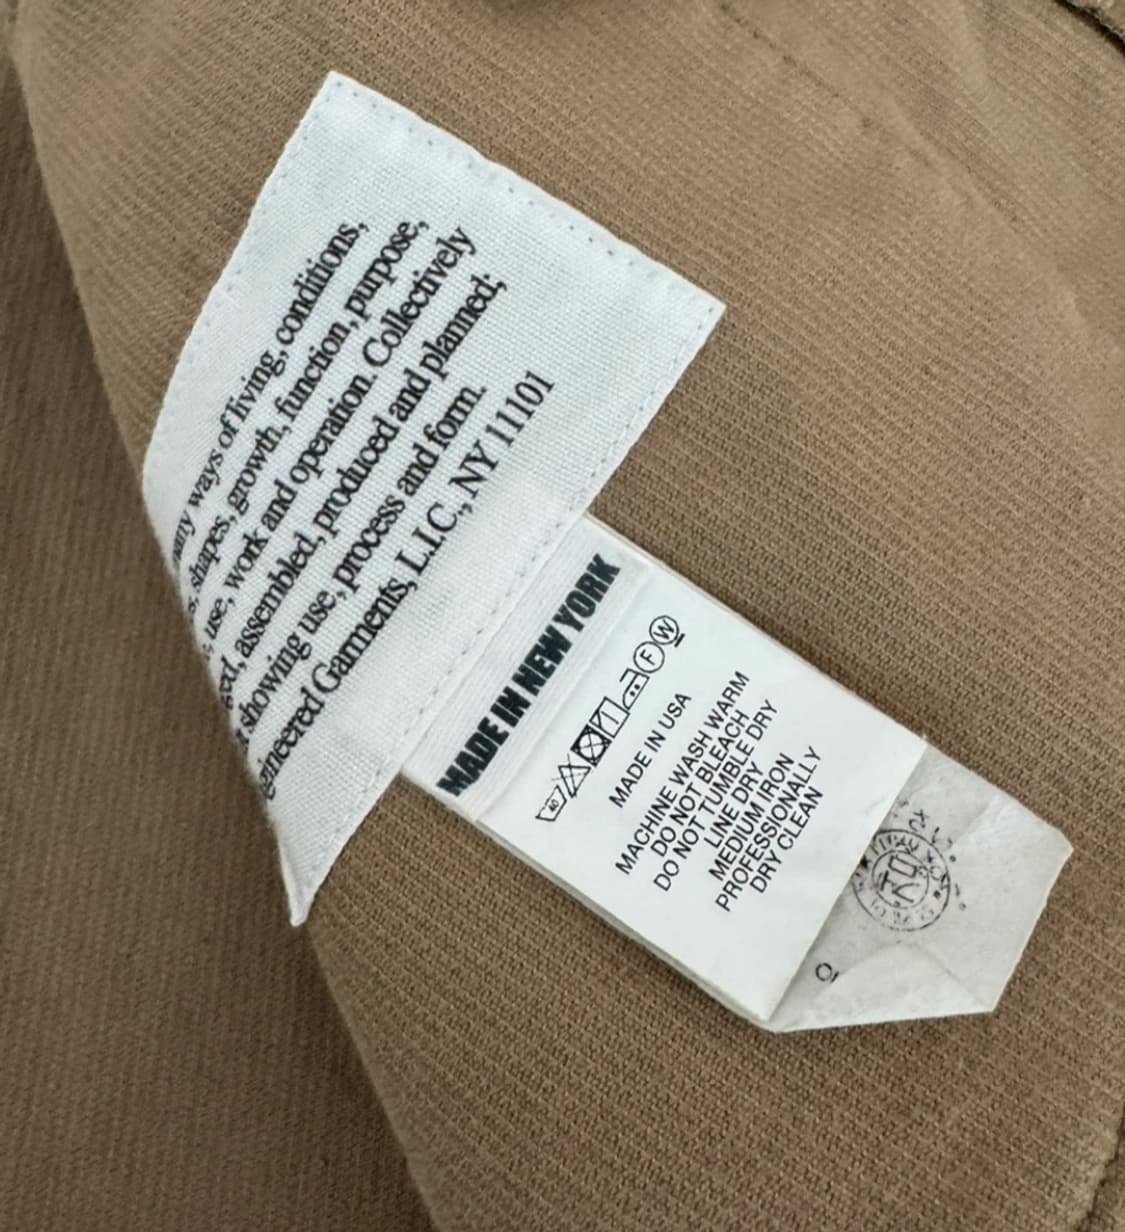 ways of living, conditions,
shapes, growth, function, purpose,
use, work and operation. Collectively
assembled, produced and planned;
showing use, process and form.
gineered Garments, L.I.C., NY 11101
MADE IN NEW YORK
40 F W
MADE IN USA
MACHINE WASH WARM
DO NOT BLEACH
DO NOT TUMBLE DRY
LINE DRY
MEDIUM IRON
PROFESSIONALLY
DRY CLEAN